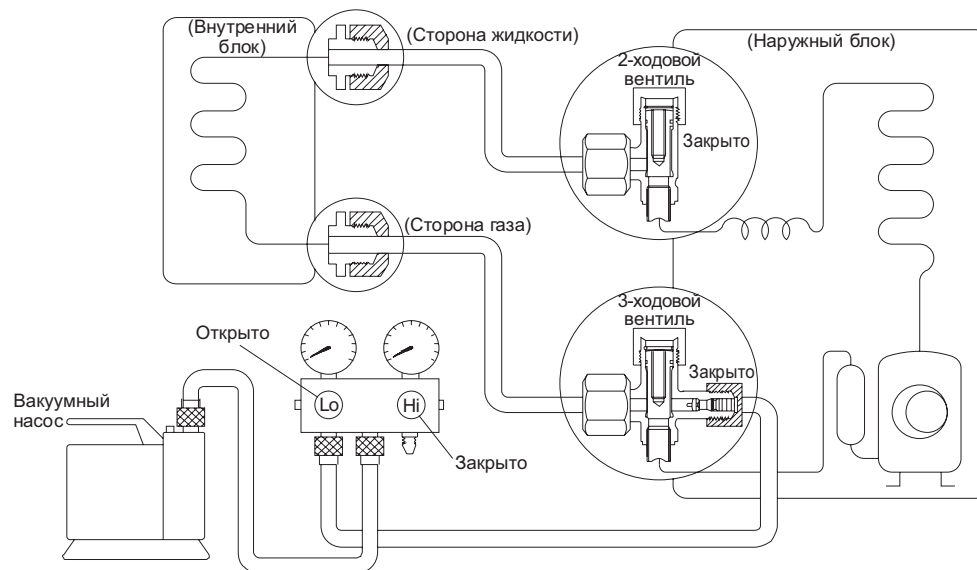 (Внутренний
блок)
(Сторона жидкости)
(Наружный блок)
2-ходовой
вентиль
Закрыто
(Сторона газа)
3-ходовой
вентиль
Закрыто
Открыто
Lo
Hi
Вакуумный
насос
Закрыто